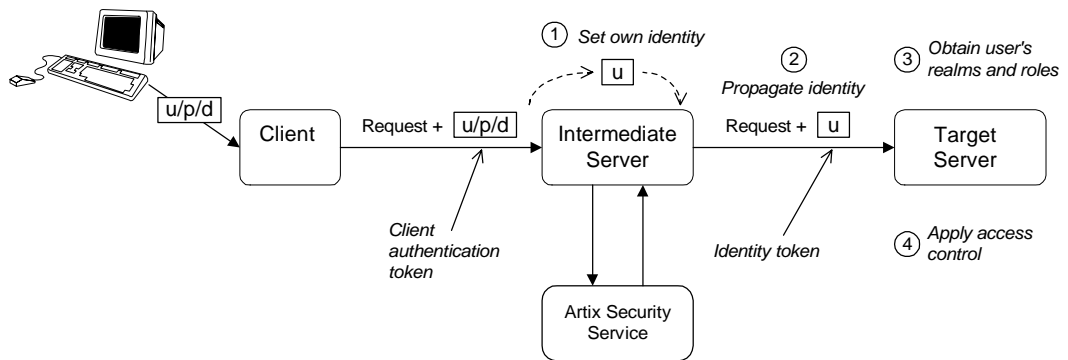 1 Set own identity
u
2
Propagate identity
3 Obtain user's
realms and roles
u/p/d
Client
Request + u/p/d
Intermediate
Server
Request + u
Target
Server
Client
authentication
token
Identity token
4 Apply access
control
Artix Security
Service